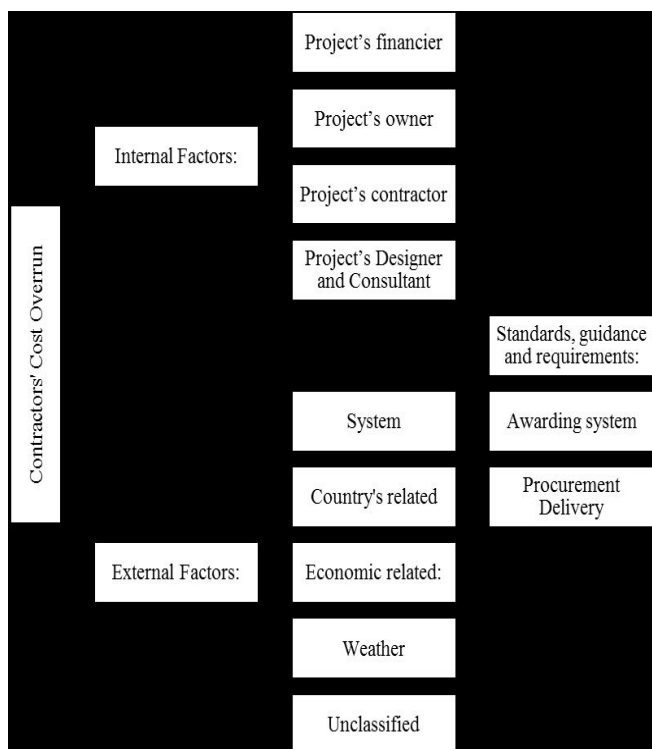 Contractors' Cost Overrun
Internal Factors:
Project's financier
Project's owner
Project's contractor
Project's Designer
and Consultant
External Factors:
System
Country's related
Economic related:
Weather
Unclassified
Standards, guidance
and requirements:
Awarding system
Procurement
Delivery